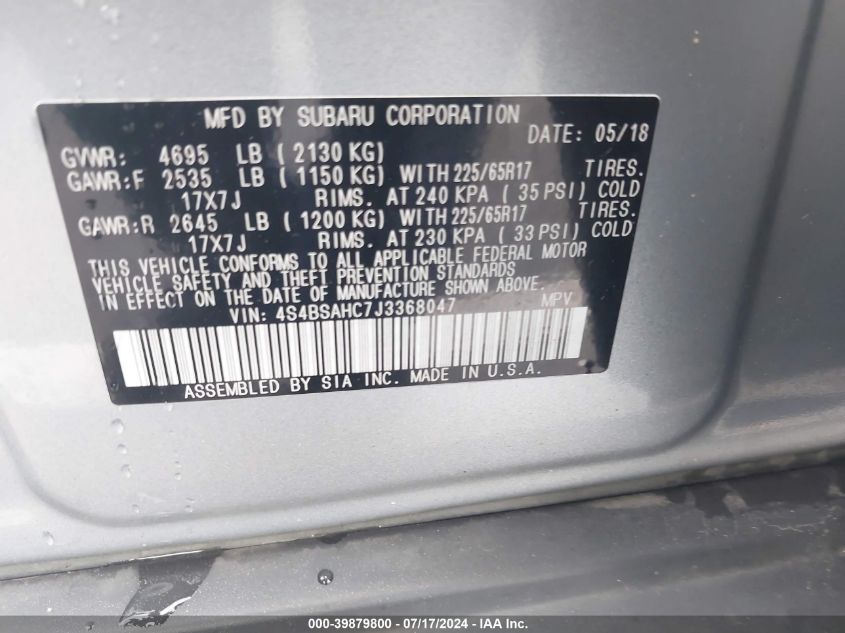 MFD BY SUBARU CORPORATION
DATE: 05/18
GVWR: 4695 LB ( 2130 KG)
GAWR:F 2535 LB ( 1150 KG) WITH 225/65R17 TIRES.
17X7J RIMS. AT 240 KPA ( 35 PSI) COLD
GAWR:R 2645 LB ( 1200 KG) WITH 225/65R17 TIRES.
17X7J RIMS. AT 230 KPA ( 33 PSI) COLD
THIS VEHICLE CONFORMS TO ALL APPLICABLE FEDERAL MOTOR
VEHICLE SAFETY AND THEFT PREVENTION STANDARDS
IN EFFECT ON THE DATE OF MANUFACTURE SHOWN ABOVE.
VIN: 4S4BSAHC7J3368047 MPV
ASSEMBLED BY SIA INC. MADE IN U.S.A.
000-39879800 - 07/17/2024 - IAA Inc.